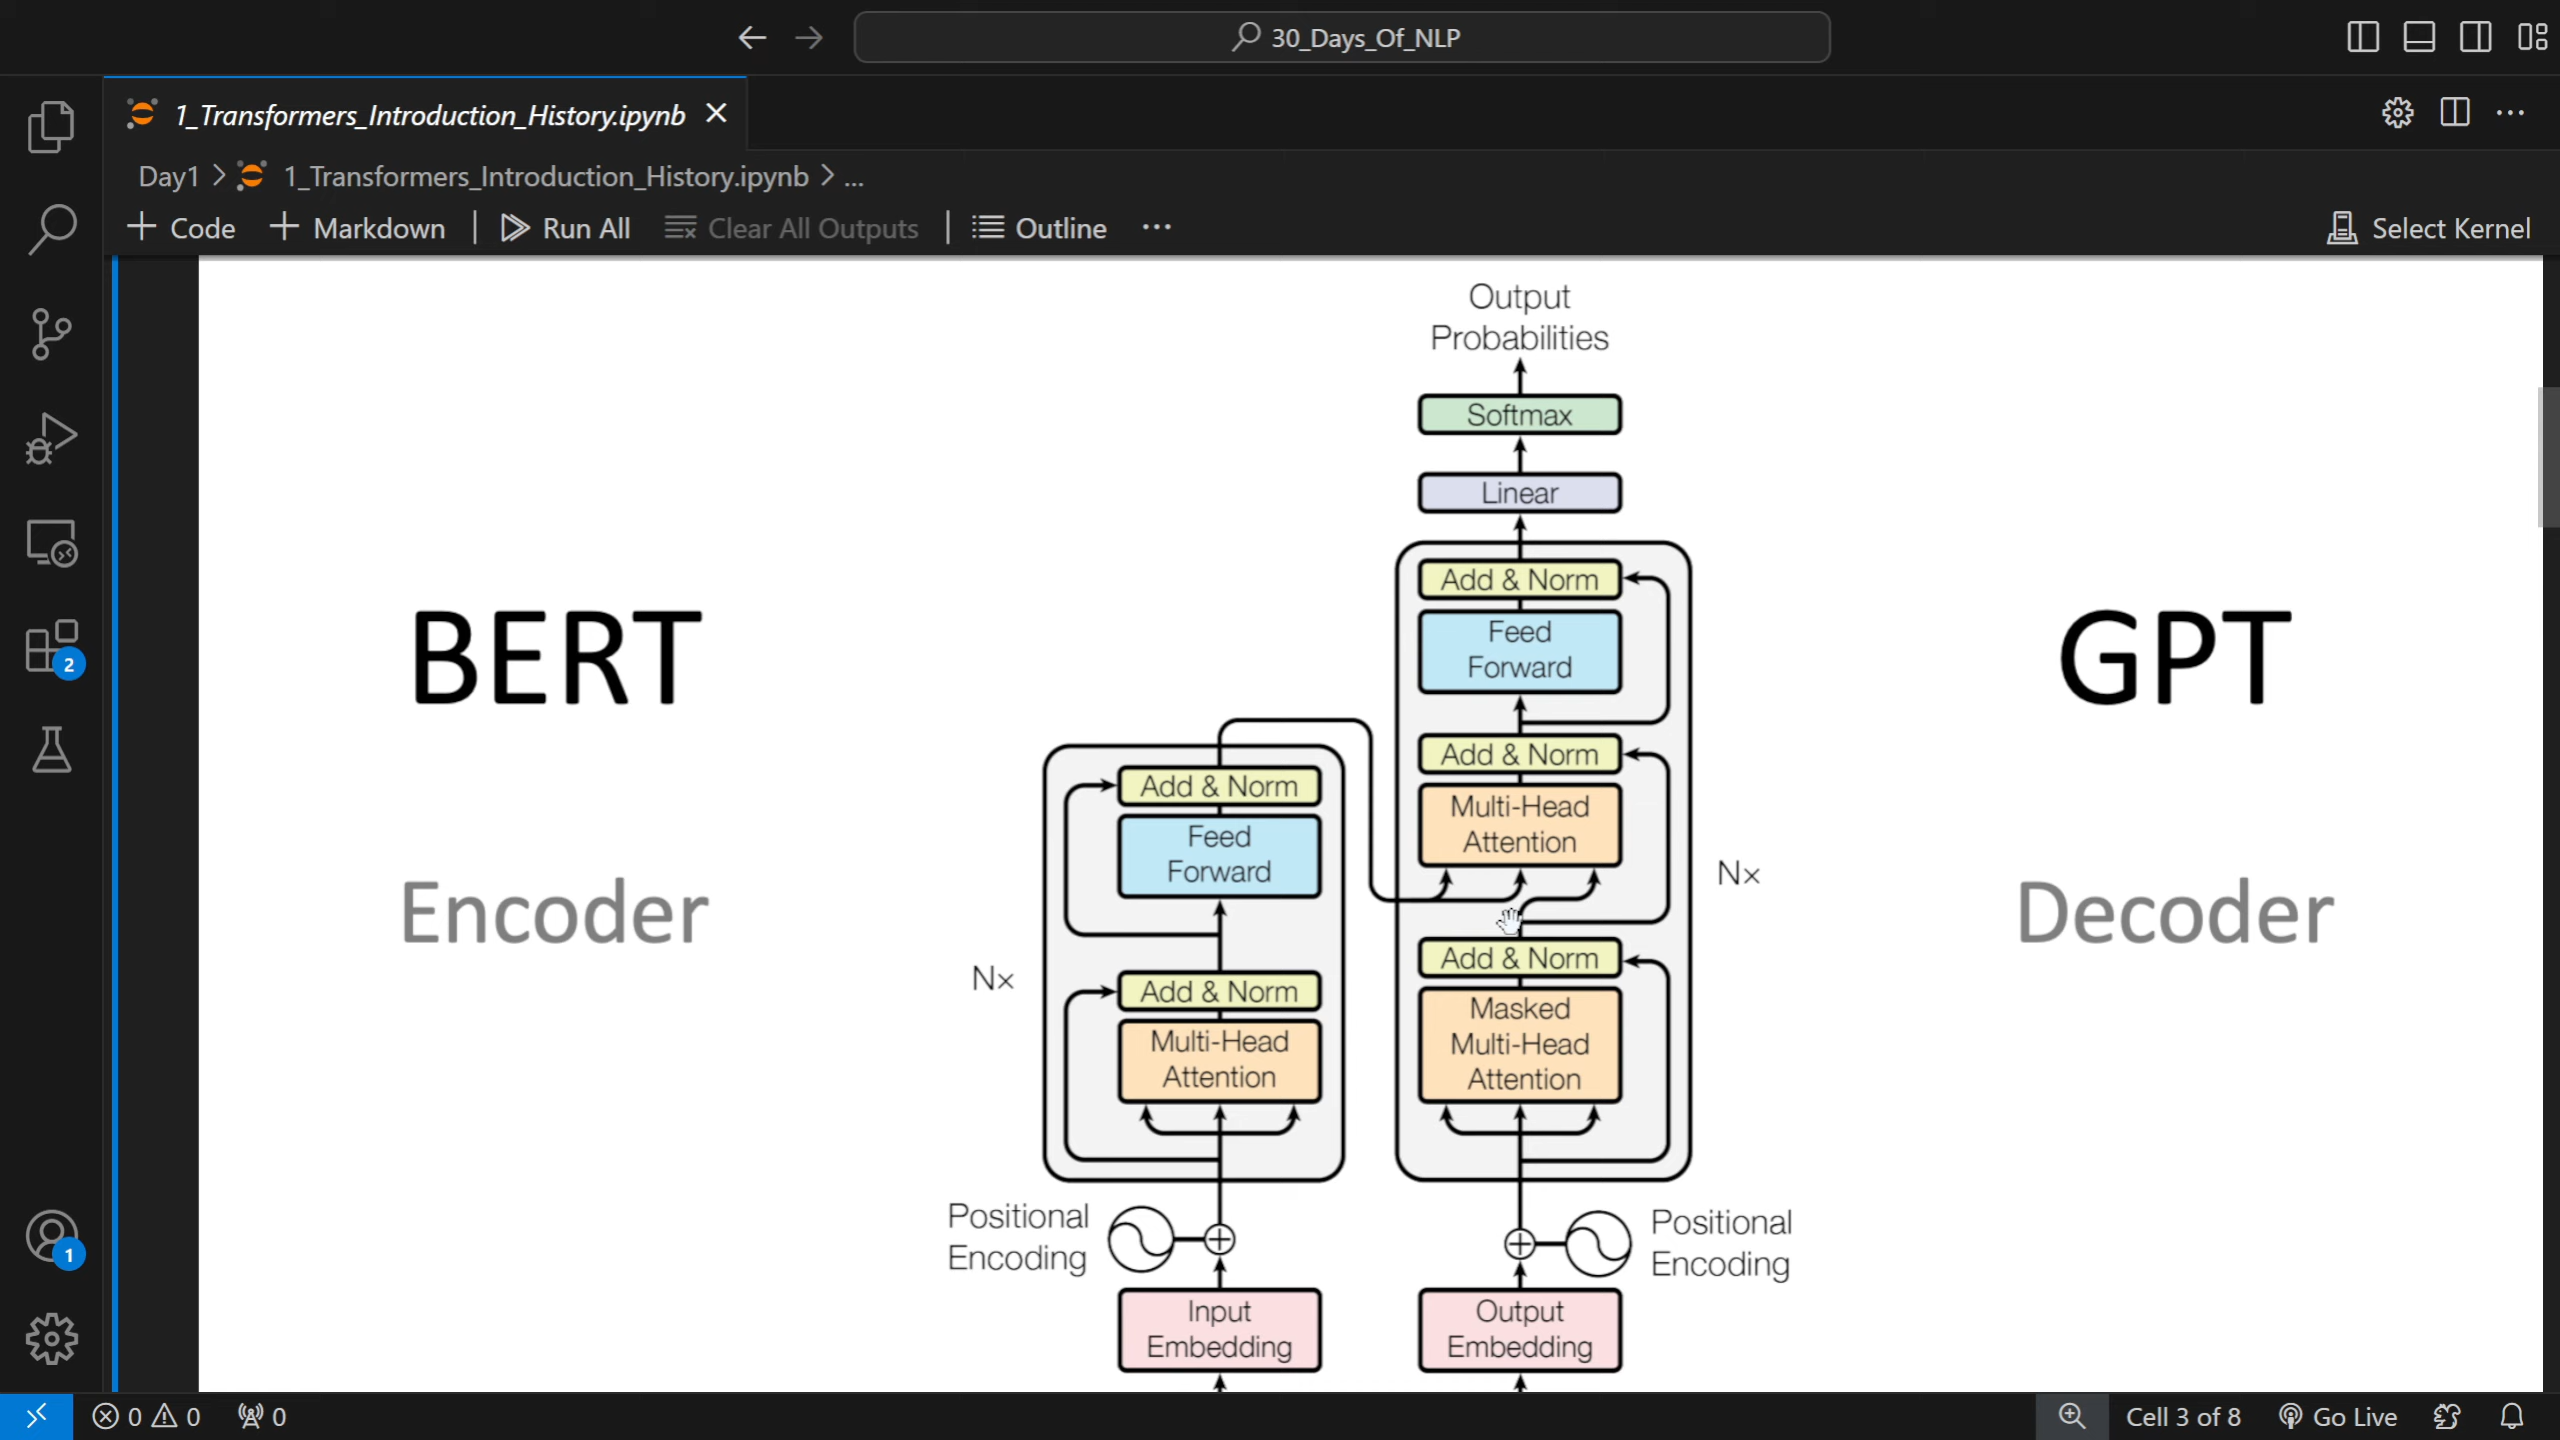 30_Days_Of_NLP
1_Transformers_Introduction_History.ipynb
Day1 > 1_Transformers_Introduction_History.ipynb > ...
+ Code + Markdown | Run All Clear All Outputs | Outline ... Select Kernel
Output
Probabilities
Softmax
Linear
Add & Norm
Feed
Forward
BERT
GPT
Add & Norm
Multi-Head
Attention
Add & Norm
Feed
Forward
Nx
Encoder
Decoder
Add & Norm
Masked
Multi-Head
Attention
Nx
Add & Norm
Multi-Head
Attention
Positional
Encoding
Positional
Encoding
Input
Embedding
Output
Embedding
2
1
0 0 0 Cell 3 of 8 Go Live